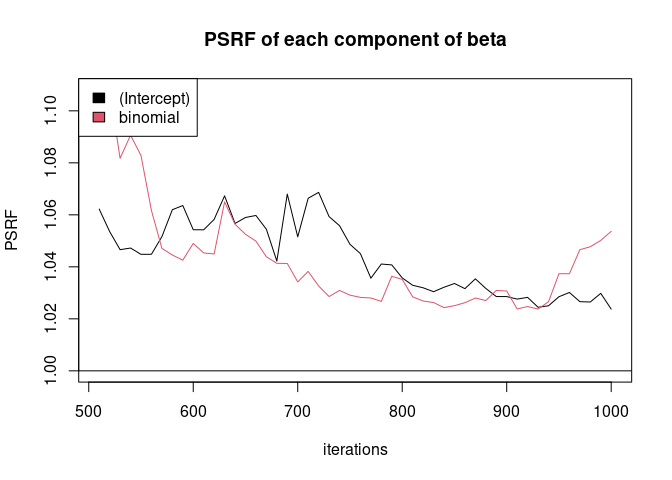 PSRF of each component of beta
(Intercept)
binomial
PSRF
1.10
1.08
1.06
1.04
1.02
1.00
500 600 700 800 900 1000
iterations